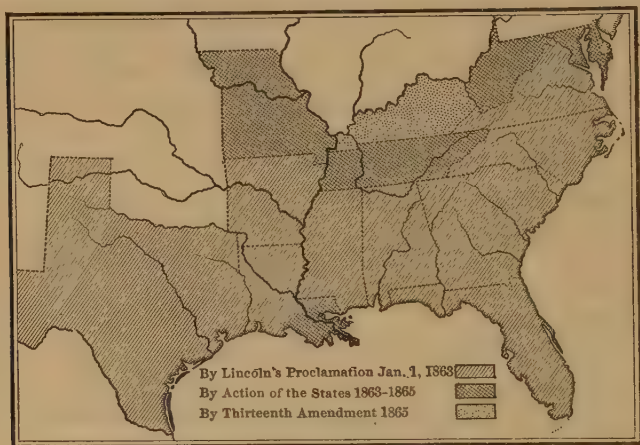 By Lincoln's Proclamation Jan. 1, 1863
By Action of the States 1863-1865
By Thirteenth Amendment 1865